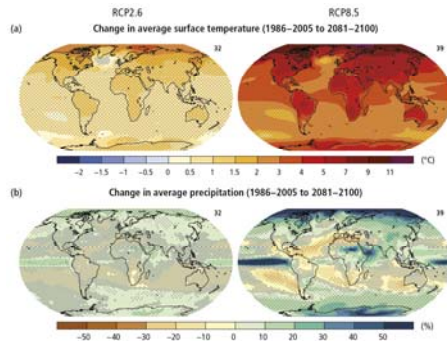 RCP2.6 RCP8.5
(a) Change in average surface temperature (1986–2005 to 2081–2100)
32 39
(°C)
−2 −1.5 −1 −0.5 0 0.5 1 1.5 2 3 4 5 7 9 11
(b) Change in average precipitation (1986–2005 to 2081–2100)
32 39
(%)
−50 −40 −30 −20 −10 0 10 20 30 40 50